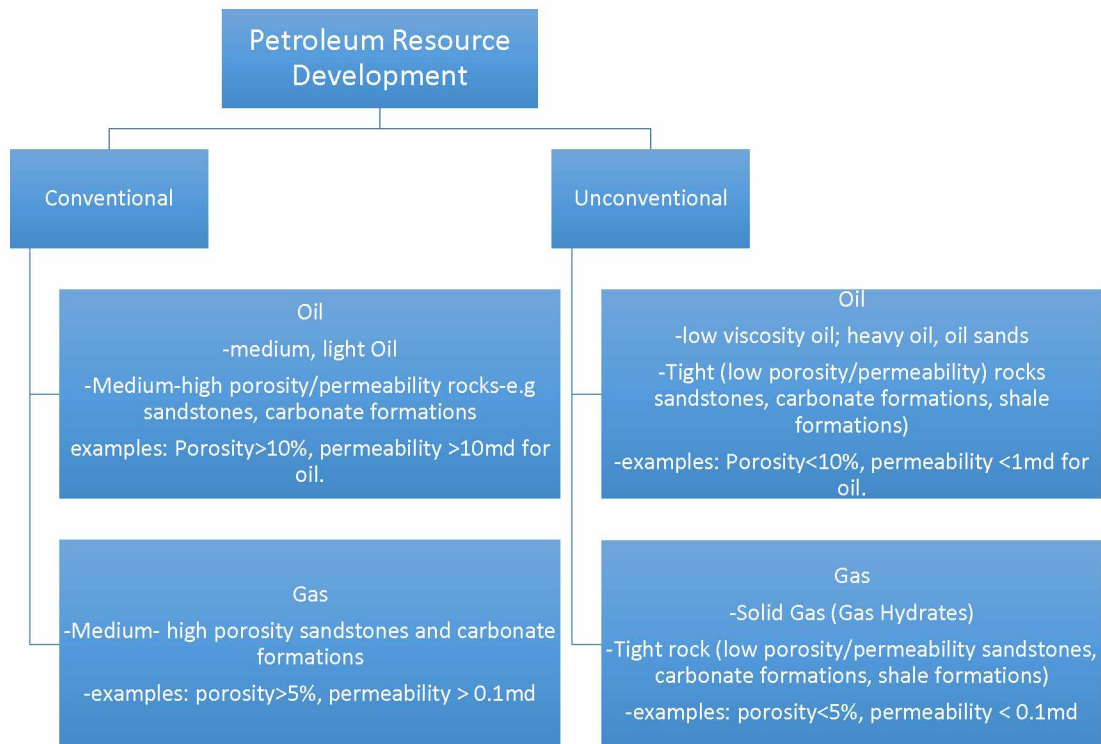 Petroleum Resource
Development
Conventional
Unconventional
Oil
-medium, light Oil
-Medium-high porosity/permeability rocks-e.g
sandstones, carbonate formations
examples: Porosity>10%, permeability >10md for
oil.
Gas
-Medium- high porosity sandstones and carbonate
formations
-examples: porosity>5%, permeability > 0.1md
Oil
-low viscosity oil; heavy oil, oil sands
-Tight (low porosity/permeability) rocks
sandstones, carbonate formations, shale
formations)
-examples: Porosity<10%, permeability <1md for
oil.
Gas
-Solid Gas (Gas Hydrates)
-Tight rock (low porosity/permeability sandstones,
carbonate formations, shale formations)
-examples: porosity<5%, permeability < 0.1md